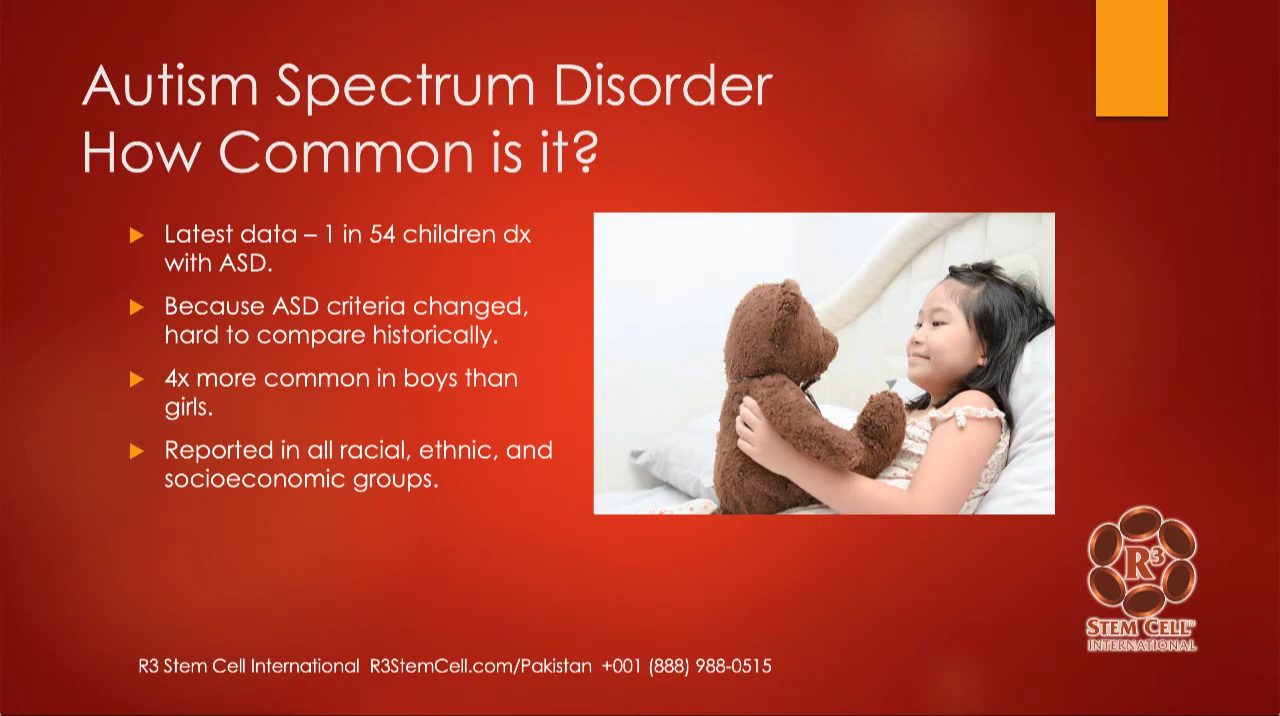 Autism Spectrum Disorder
How Common is it?
Latest data – 1 in 54 children dx
with ASD.
Because ASD criteria changed,
hard to compare historically.
4x more common in boys than
girls.
Reported in all racial, ethnic, and
socioeconomic groups.
R³
STEM CELL
INTERNATIONAL
R3 Stem Cell International R3StemCell.com/Pakistan +001 (888) 988-0515